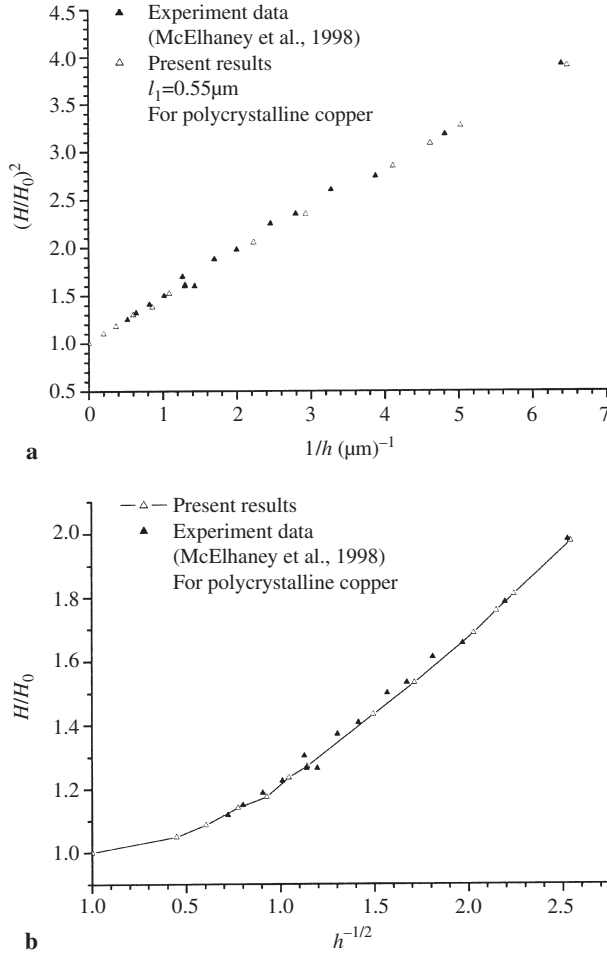 ▲ Experiment data
(McElhaney et al., 1998)
△ Present results
l₁=0.55μm
For polycrystalline copper
4.5
4.0
3.5
3.0
2.5
2.0
1.5
1.0
0.5
(H/H₀)²
0 1 2 3 4 5 6 7
1/h (μm)⁻¹
a
—△— Present results
▲ Experiment data
(McElhaney et al., 1998)
For polycrystalline copper
2.0
1.8
1.6
1.4
1.2
1.0
H/H₀
1.0 0.5 1.0 1.5 2.0 2.5
h⁻¹/²
b